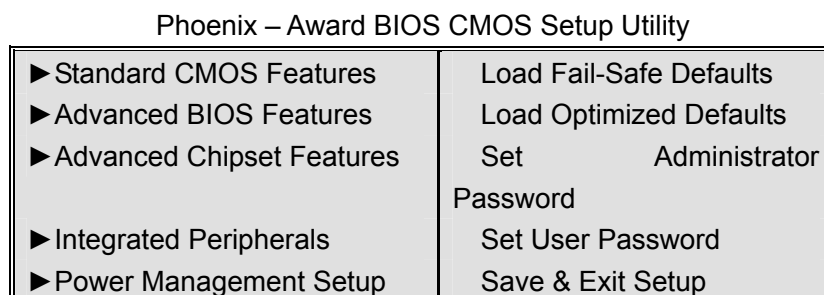 Phoenix – Award BIOS CMOS Setup Utility
►Standard CMOS Features
►Advanced BIOS Features
►Advanced Chipset Features
►Integrated Peripherals
►Power Management Setup
Load Fail-Safe Defaults
Load Optimized Defaults
Set Administrator
Password
Set User Password
Save & Exit Setup